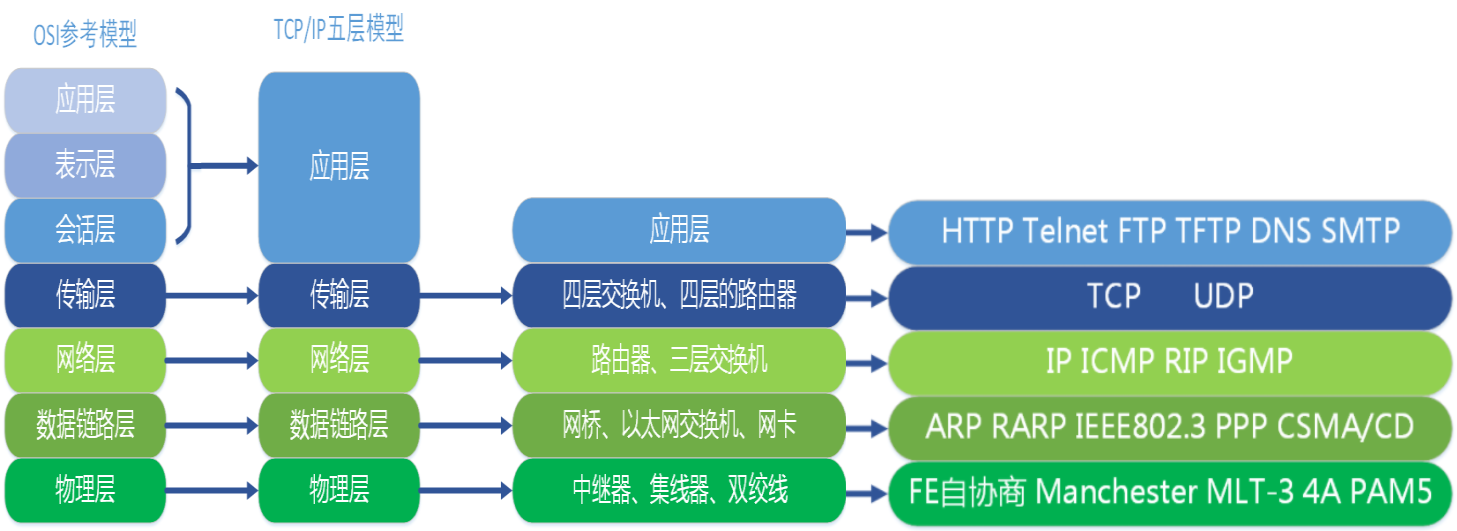 OSI参考模型
TCP/IP五层模型
应用层
表示层
会话层
传输层
网络层
数据链路层
物理层
应用层
传输层
网络层
数据链路层
物理层
应用层
四层交换机、四层的路由器
路由器、三层交换机
网桥、以太网交换机、网卡
中继器、集线器、双绞线
HTTP Telnet FTP TFTP DNS SMTP
TCP UDP
IP ICMP RIP IGMP
ARP RARP IEEE802.3 PPP CSMA/CD
FE自协商 Manchester MLT-3 4A PAM5